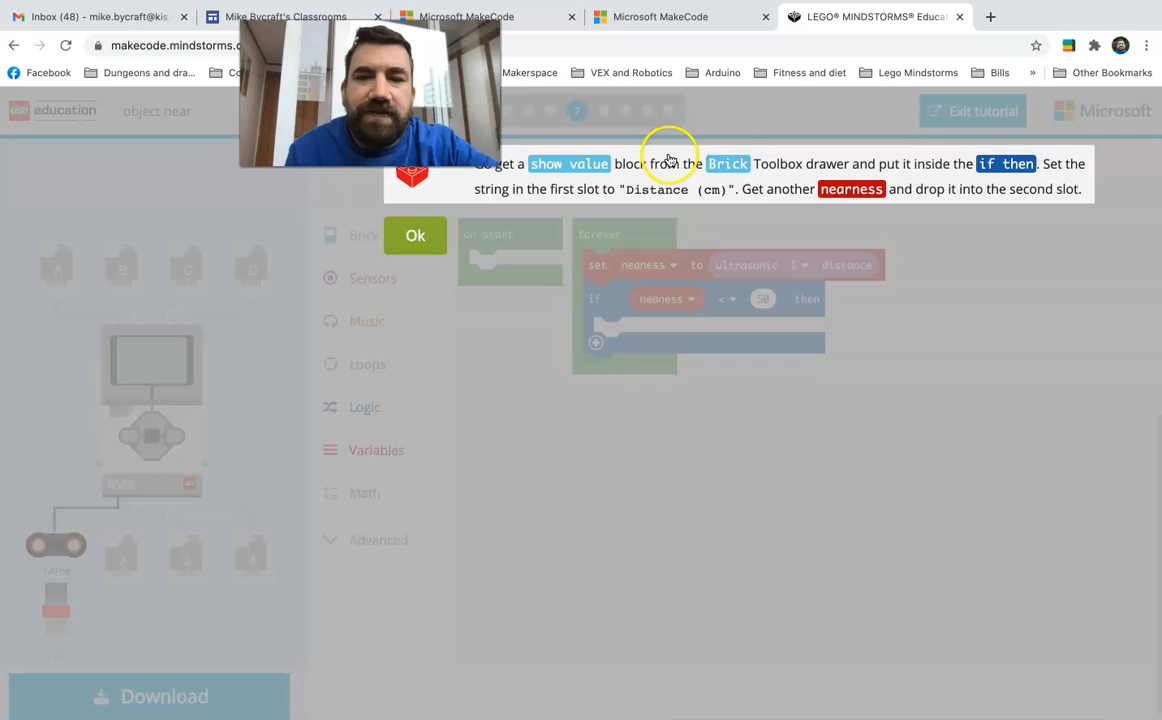 Inbox (48) - mike.bycraft@kis
Mike Bycraft's Classrooms
Microsoft MakeCode
Microsoft MakeCode
LEGO® MINDSTORMS® Educat
makecode.mindstorms.c
Facebook
Dungeons and dra...
Co
Makerspace
VEX and Robotics
Arduino
Fitness and diet
Lego Mindstorms
Bills
Other Bookmarks
education
object near
7
Exit tutorial
Microsoft
Go get a show value block from the Brick Toolbox drawer and put it inside the if then. Set the
string in the first slot to "Distance (cm)". Get another nearness and drop it into the second slot.
Ok
Brick
Sensors
Music
Loops
Logic
Variables
Math
Advanced
on start
forever
set neaness to ultrasonic 1 distance
if neaness < 50 then
A
B
C
D
2
3
4
Download